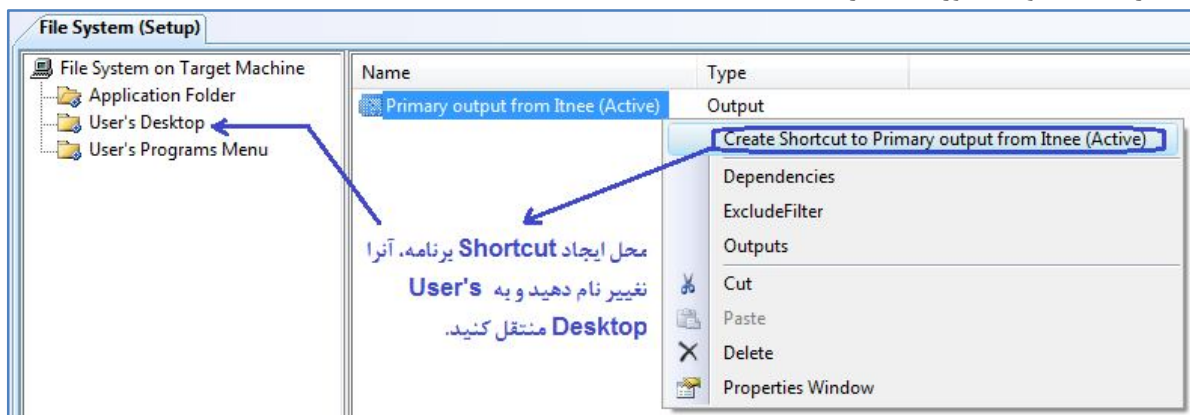 File System (Setup)
File System on Target Machine
Application Folder
User's Desktop
User's Programs Menu
Name Type
Primary output from Itnee (Active) Output
Create Shortcut to Primary output from Itnee (Active)
Dependencies
ExcludeFilter
Outputs
Cut
Paste
Delete
Properties Window
محل ایجاد Shortcut برنامه، آنرا
تغییر نام دهید و به User's
Desktop منتقل کنید.